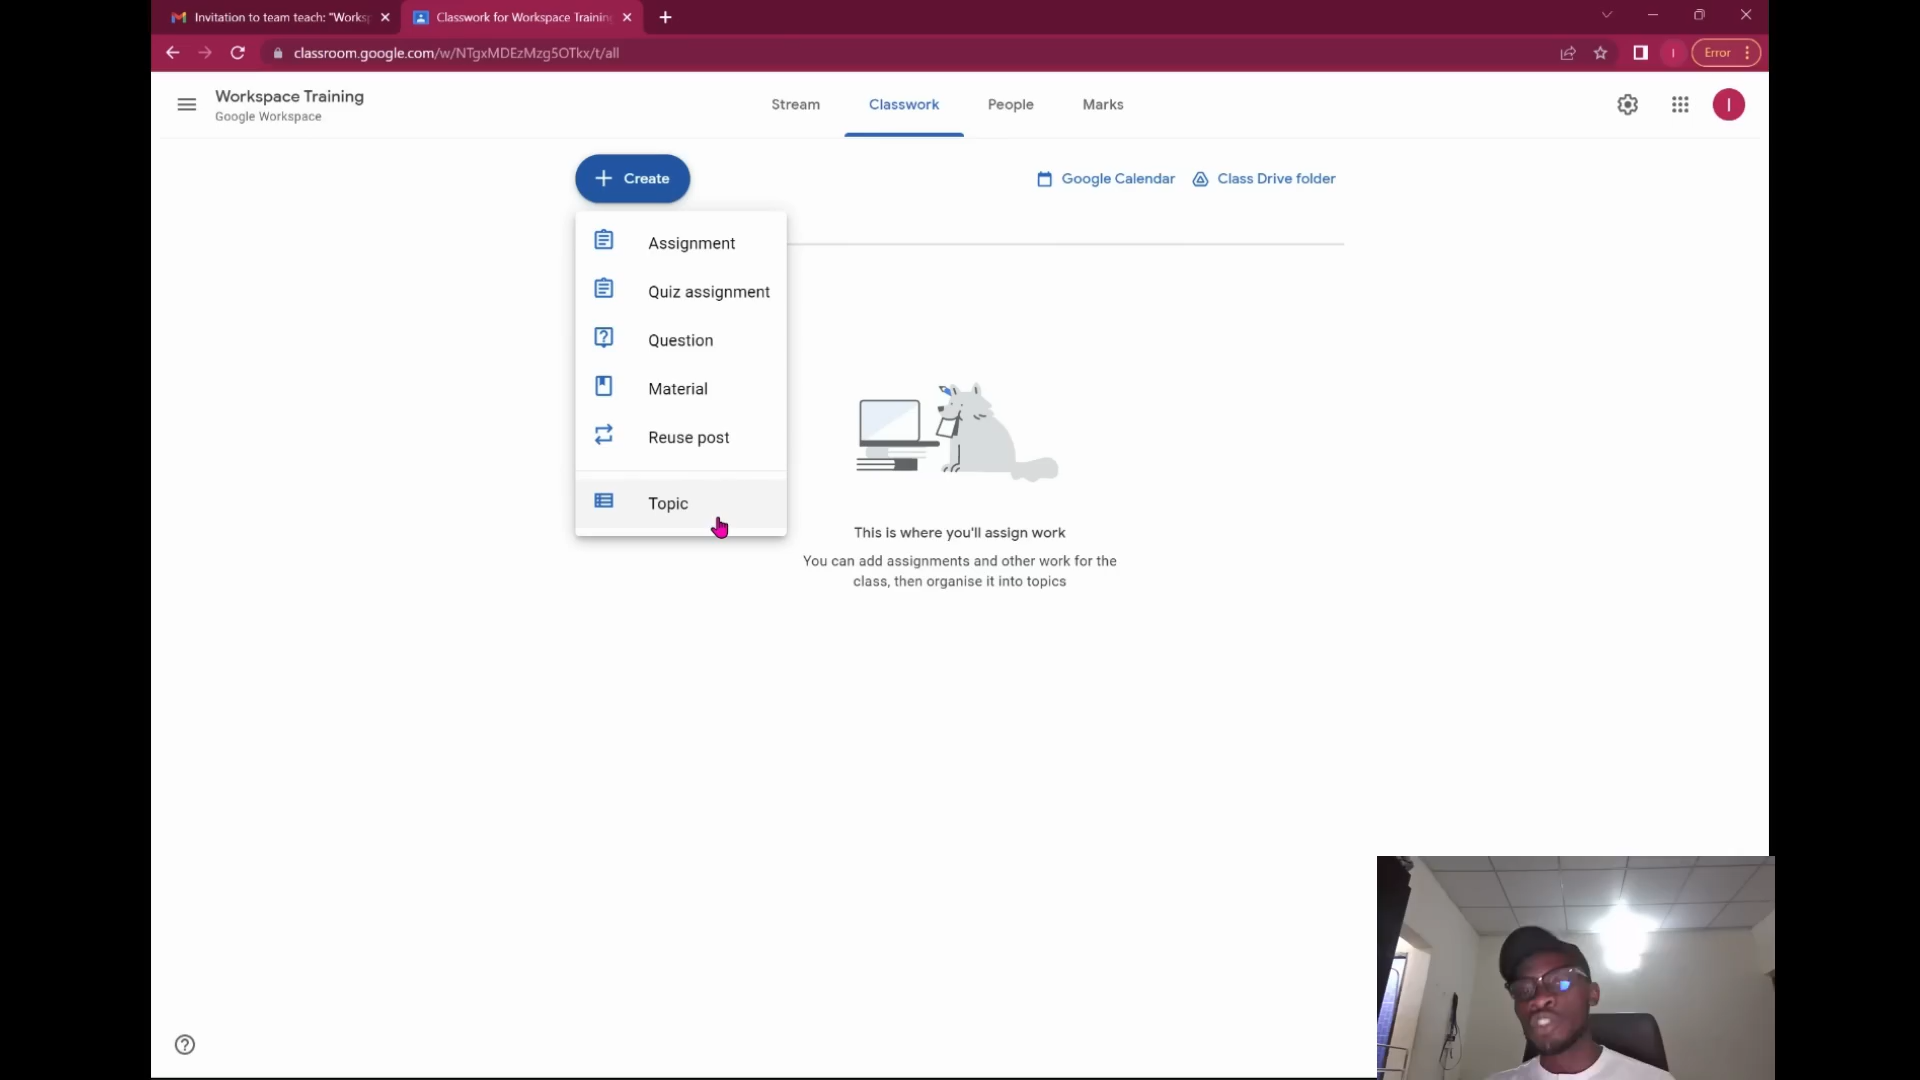 Invitation to team teach: "Works
Classwork for Workspace Training
classroom.google.com/w/NTgxMDEzMzg5OTkx/t/all
Error
Workspace Training
Google Workspace
Stream
Classwork
People
Marks
I
Create
Google Calendar
Class Drive folder
Assignment
Quiz assignment
Question
Material
Reuse post
Topic
This is where you'll assign work
You can add assignments and other work for the
class, then organise it into topics